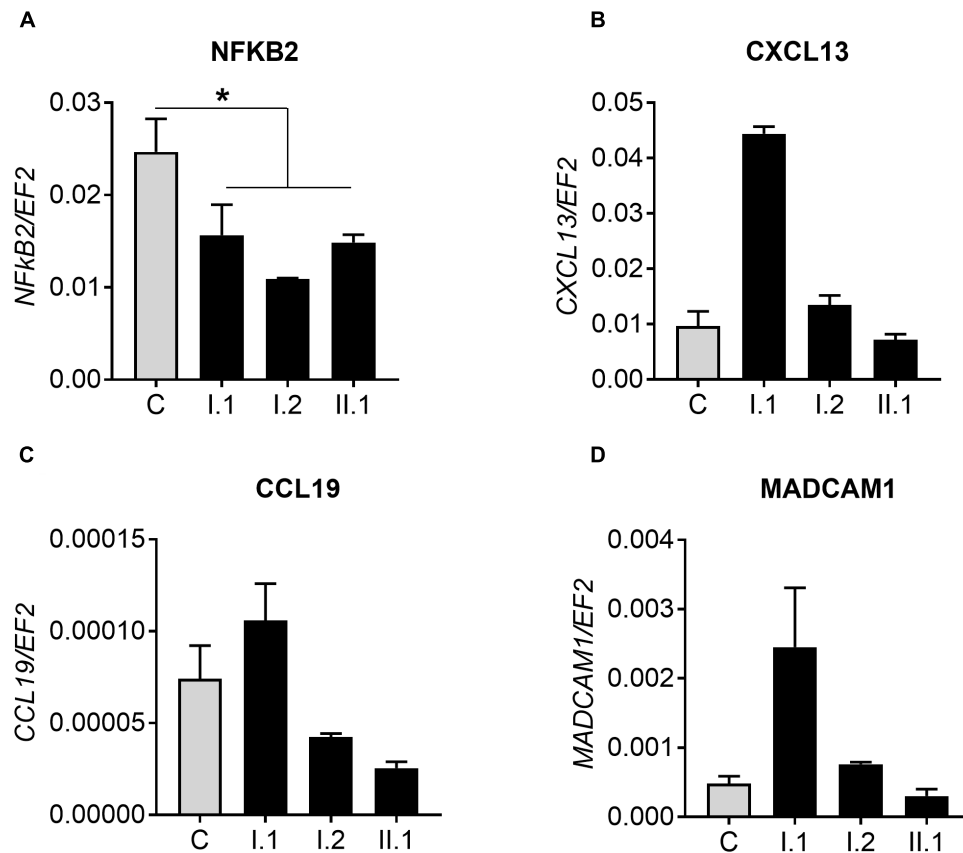 A
NFKB2
NFkB2/EF2
0.03
0.02
0.01
0.00
*
C I.1 I.2 II.1
B
CXCL13
CXCL13/EF2
0.05
0.04
0.03
0.02
0.01
0.00
C I.1 I.2 II.1
C
CCL19
CCL19/EF2
0.00015
0.00010
0.00005
0.00000
C I.1 I.2 II.1
D
MADCAM1
MADCAM1/EF2
0.004
0.003
0.002
0.001
0.000
C I.1 I.2 II.1